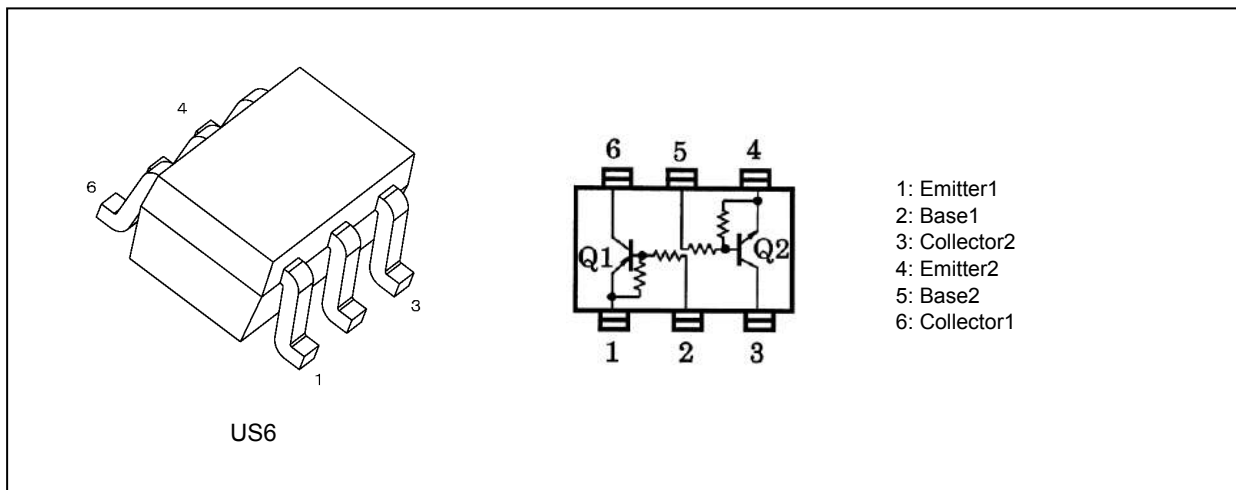 4
6
3
1
US6
6 5 4
Q1 Q2
1 2 3
1: Emitter1
2: Base1
3: Collector2
4: Emitter2
5: Base2
6: Collector1